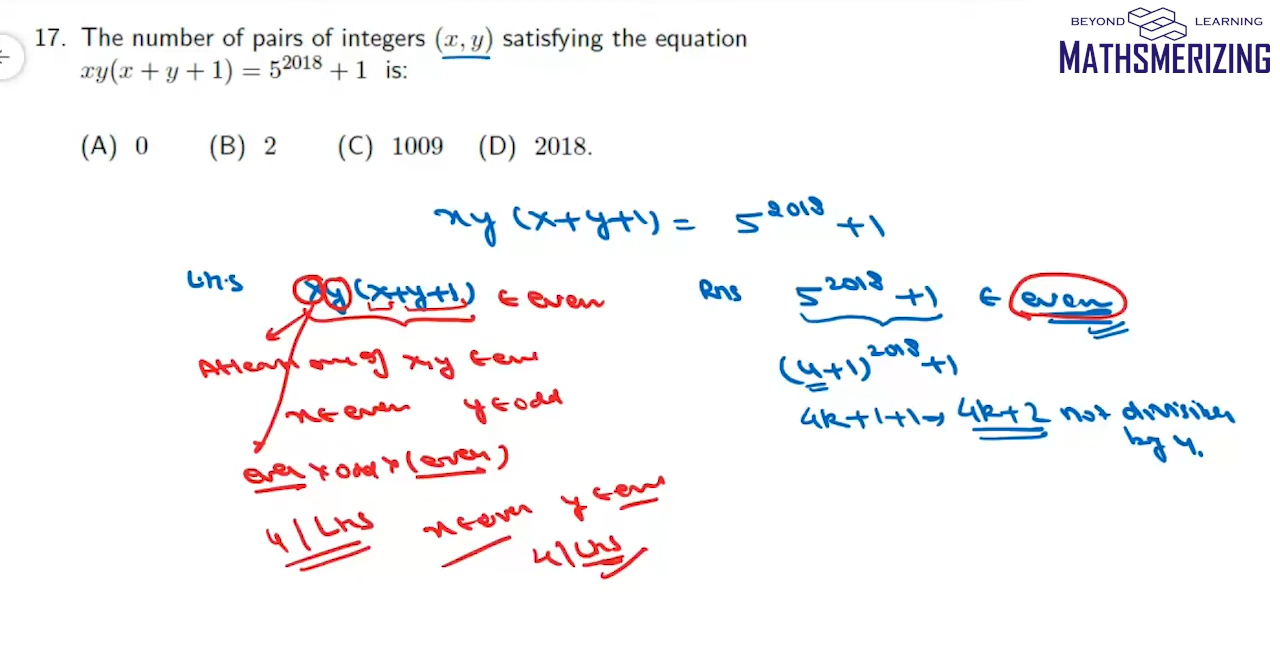 BEYOND LEARNING
MATHSMERIZING
17. The number of pairs of integers (x, y) satisfying the equation
xy(x + y + 1) = 5^2018 + 1 is:
(A) 0 (B) 2 (C) 1009 (D) 2018.
xy (x+y+1) = 5^2018 +1
Lhs xy(x+y+1) ∈ even
Rhs 5^2018 +1 ∈ even
Atleast one of x,y ∈ even
(4+1)^2018 +1
x ∈ even y ∈ odd
4k+1+1 → 4k+2 not divisible
by 4.
even × odd × (even)
4 | Lhs
x ∈ even y ∈ even
4 | Lhs